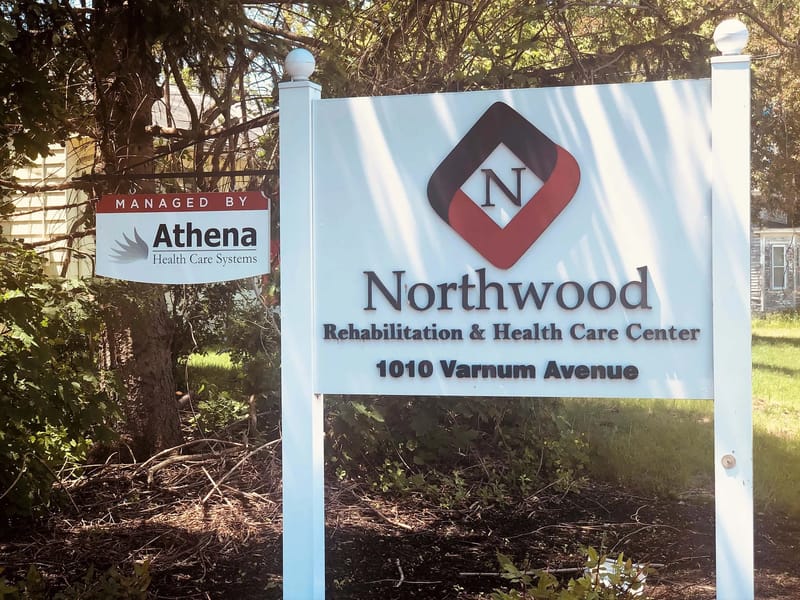 MANAGED BY
Athena
Health Care Systems
N
Northwood
Rehabilitation & Health Care Center
1010 Varnum Avenue